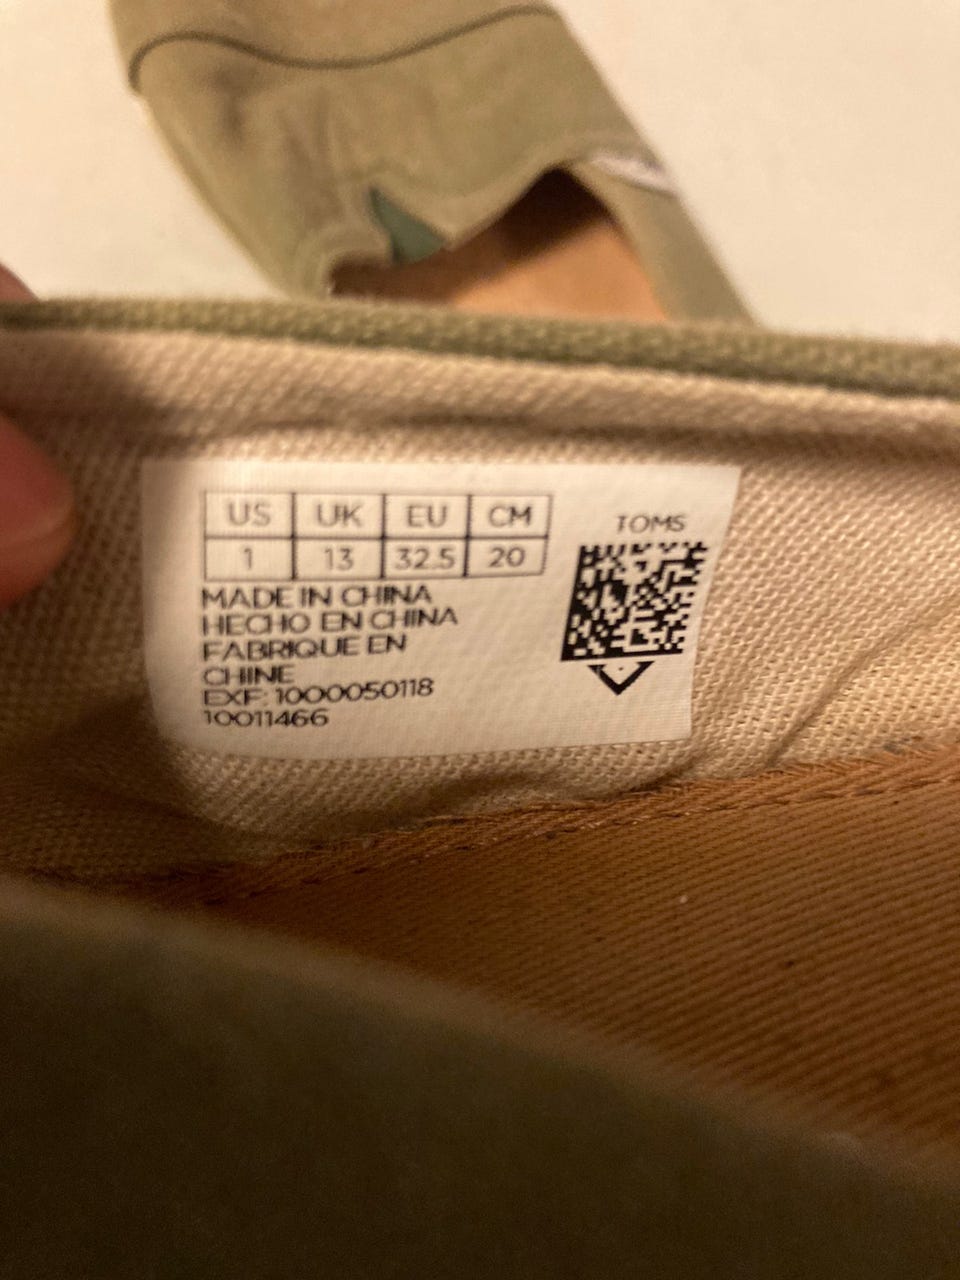 US UK EU CM
1 13 32.5 20
MADE IN CHINA
HECHO EN CHINA
FABRIQUE EN
CHINE
EXF: 1000050118
10011466
TOMS